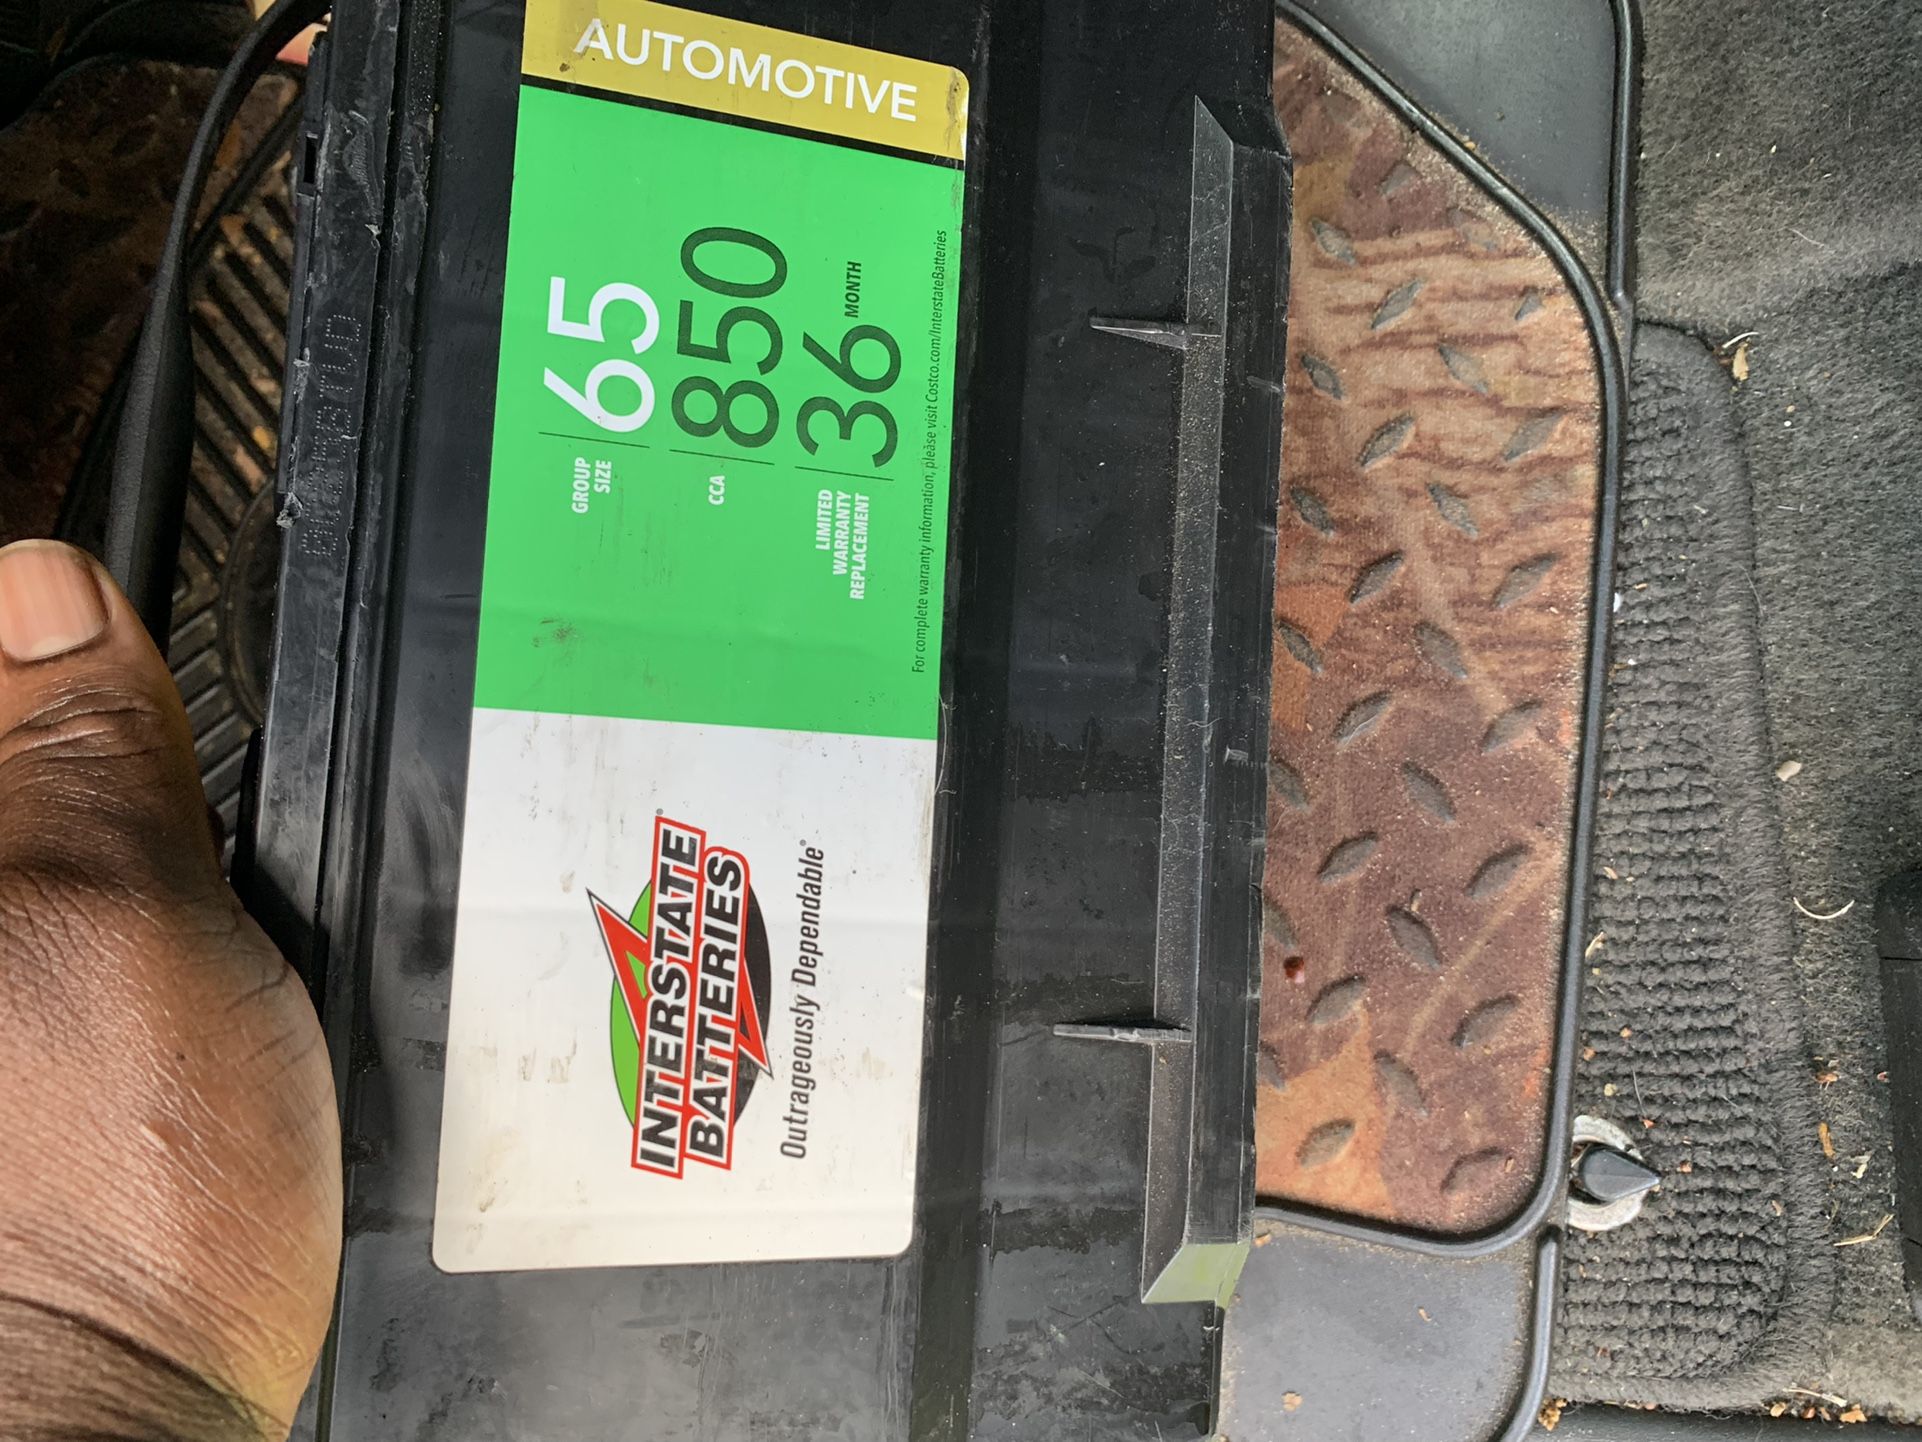 AUTOMOTIVE
GROUP
SIZE
65
CCA
850
LIMITED
WARRANTY
REPLACEMENT
36 MONTH
For complete warranty information, please visit Costco.com/InterstateBatteries
INTERSTATE
BATTERIES®
Outrageously Dependable®